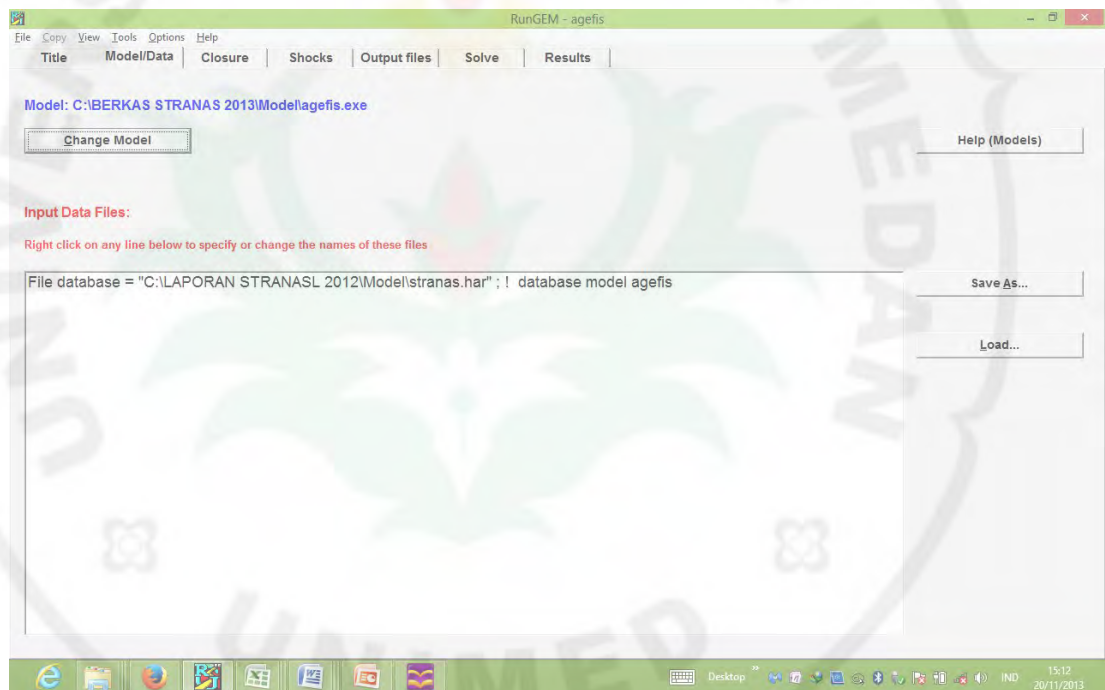 RunGEM - agefis
File Copy View Tools Options Help
Title Model/Data Closure Shocks Output files Solve Results
Model: C:\BERKAS STRANAS 2013\Model\agefis.exe
Change Model Help (Models)
Input Data Files:
Right click on any line below to specify or change the names of these files
File database = "C:\LAPORAN STRANASL 2012\Model\stranas.har" ; ! database model agefis
Save As...
Load...
MEDAN
UNIMED
Desktop IND 15:12
20/11/2013